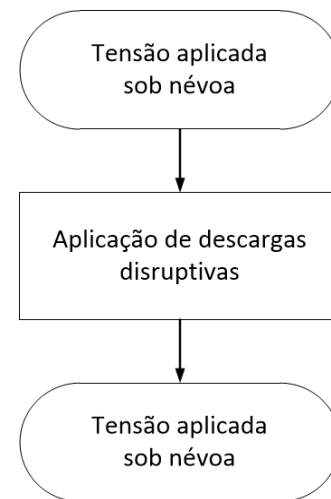 Tensão aplicada
sob névoa
Aplicação de descargas
disruptivas
Tensão aplicada
sob névoa